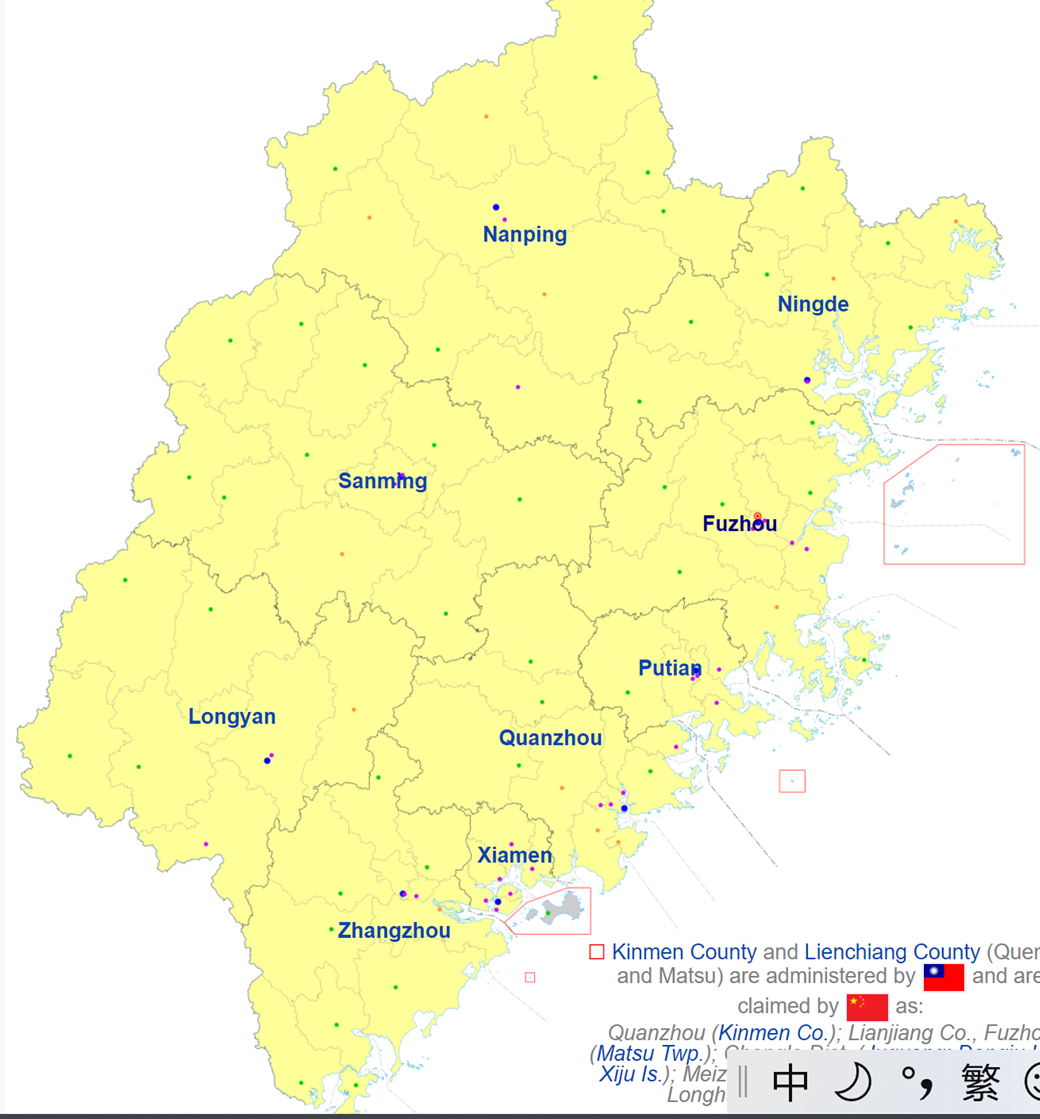 Nanping
Ningde
Sanming
Fuzhou
Putian
Longyan
Quanzhou
Xiamen
Zhangzhou
Kinmen County and Lienchiang County (Quer
and Matsu) are administered by and are
claimed by as:
Quanzhou (Kinmen Co.); Lianjiang Co., Fuzho
(Matsu Twp.);
Xiji Is.); Meiz
Longh
中 繁